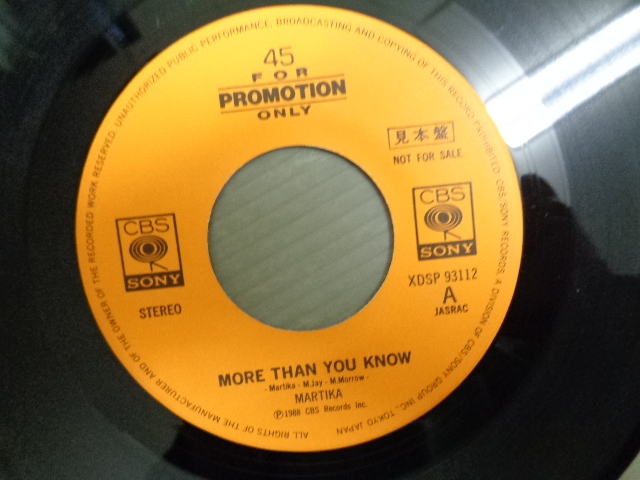 45
FOR
PROMOTION
ONLY
見本盤
NOT FOR SALE
CBS
SONY
STEREO
CBS
SONY
XDSP 93112
A
JASRAC
MORE THAN YOU KNOW
- Martika - M.Jay - M.Morrow -
MARTIKA
Ⓟ1988 CBS Records Inc.
ALL RIGHTS OF THE MANUFACTURER AND OF THE OWNER OF THE RECORDED WORK RESERVED. UNAUTHORIZED PUBLIC PERFORMANCE, BROADCASTING AND COPYING OF THIS RECORD PROHIBITED. CBS/SONY RECORDS, A DIVISION OF CBS/SONY GROUP INC., TOKYO JAPAN